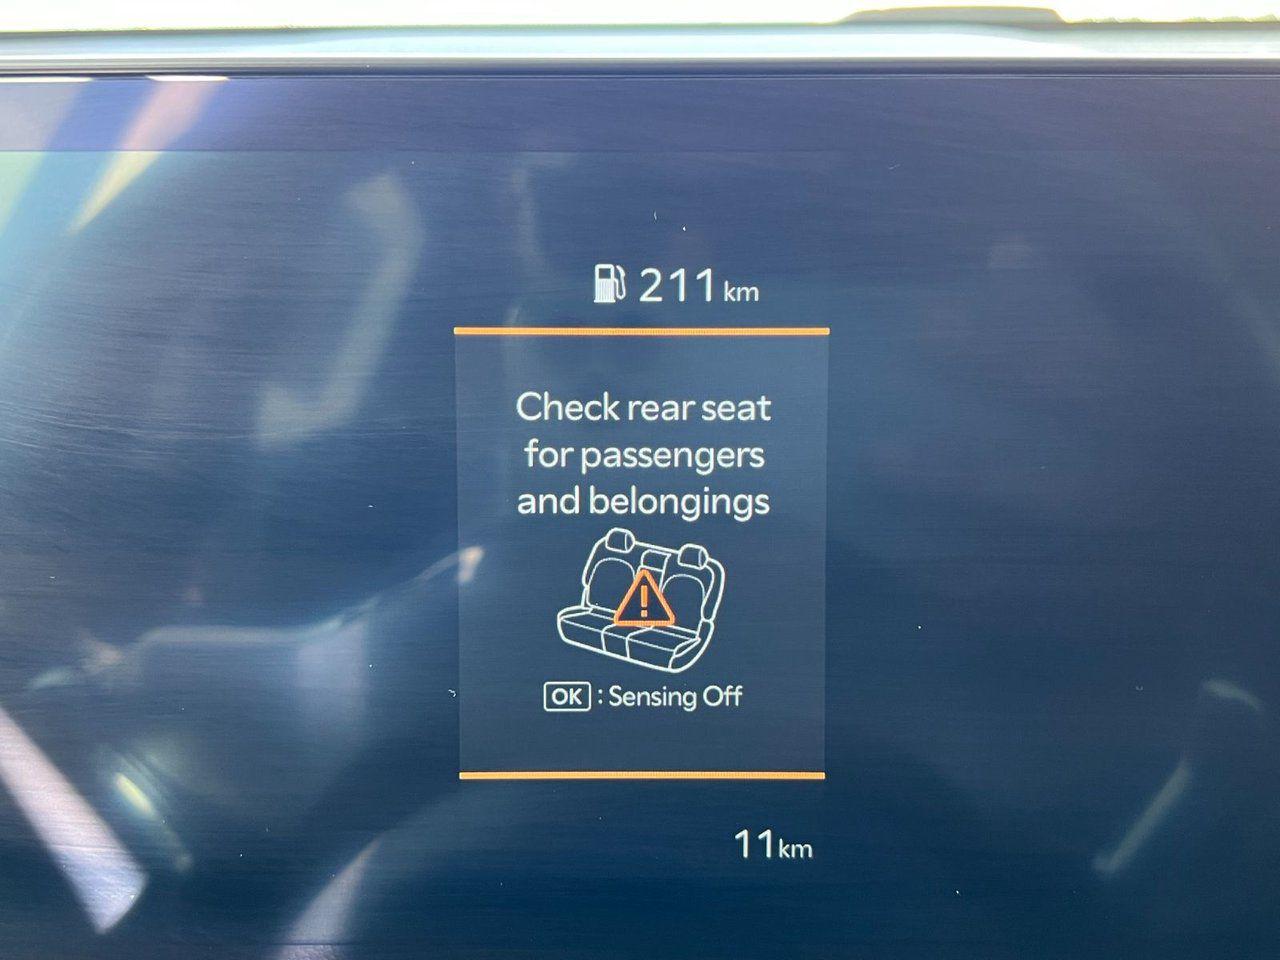 211 km
Check rear seat
for passengers
and belongings
OK : Sensing Off
11 km